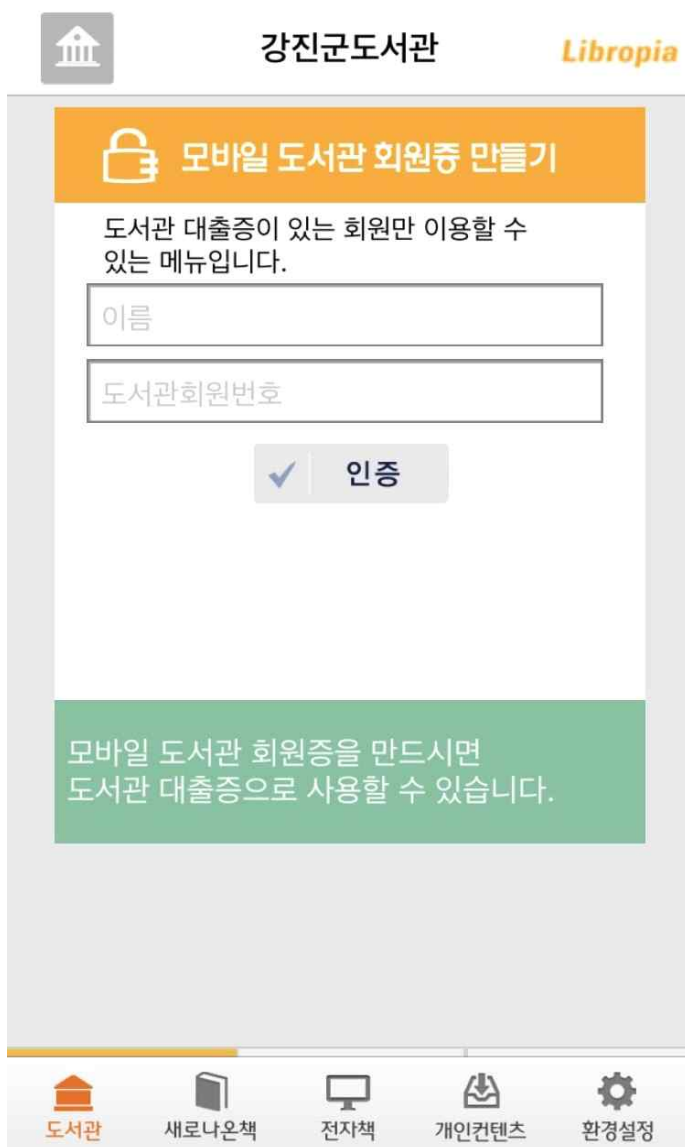 강진군도서관
Libropia
모바일 도서관 회원증 만들기
도서관 대출증이 있는 회원만 이용할 수
있는 메뉴입니다.
이름
도서관회원번호
인증
모바일 도서관 회원증을 만드시면
도서관 대출증으로 사용할 수 있습니다.
도서관
새로나온책
전자책
개인컨텐츠
환경설정